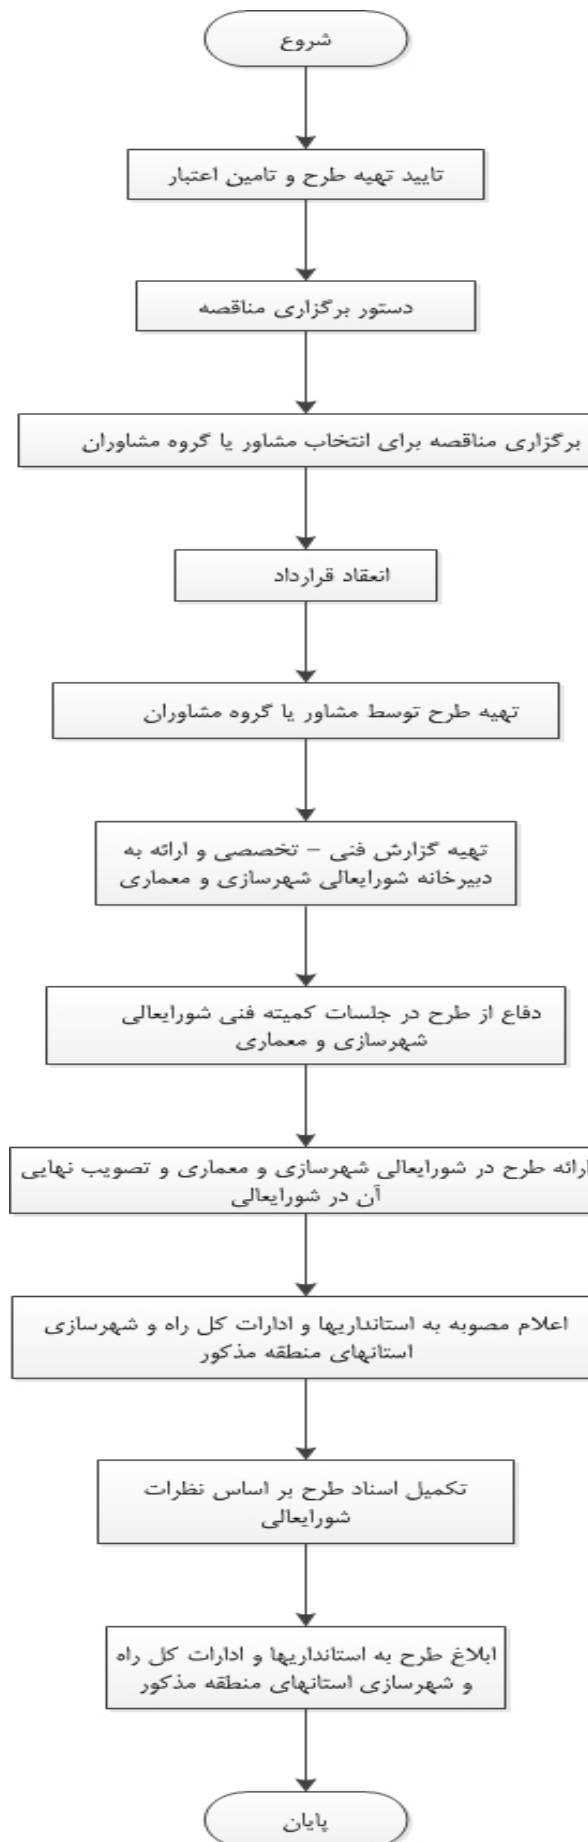 شروع
تایید تهیه طرح و تامین اعتبار
دستور برگزاری مناقصه
برگزاری مناقصه برای انتخاب مشاور یا گروه مشاوران
انعقاد قرارداد
تهیه طرح توسط مشاور یا گروه مشاوران
تهیه گزارش فنی – تخصصی و ارائه به
دبیرخانه شورایعالی شهرسازی و معماری
دفاع از طرح در جلسات کمیته فنی شورایعالی
شهرسازی و معماری
ارائه طرح در شورایعالی شهرسازی و معماری و تصویب نهایی
آن در شورایعالی
اعلام مصوبه به استانداریها و ادارات کل راه و شهرسازی
استانهای منطقه مذکور
تکمیل اسناد طرح بر اساس نظرات
شورایعالی
ابلاغ طرح به استانداریها و ادارات کل راه
و شهرسازی استانهای منطقه مذکور
پایان